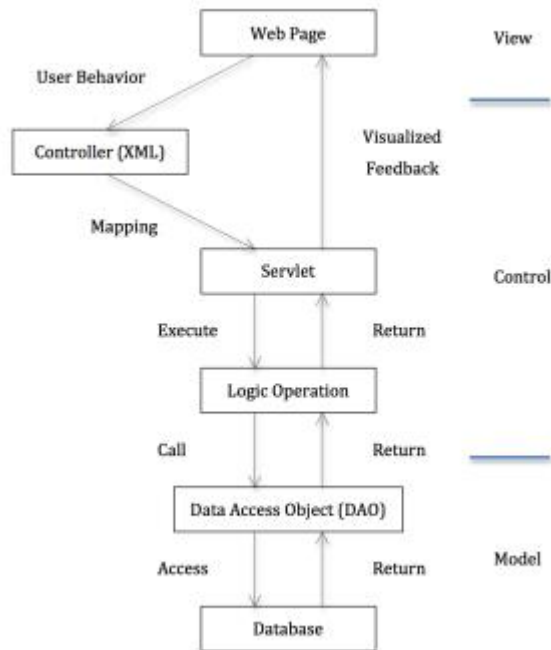 Web Page
View
User Behavior
Visualized
Feedback
Controller (XML)
Mapping
Servlet
Control
Execute
Return
Logic Operation
Call
Return
Data Access Object (DAO)
Model
Access
Return
Database